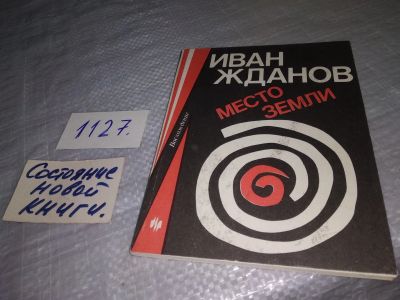 ИВАН
ЖДАНОВ
МЕСТО
ЗЕМЛИ
1127.
Состояние
новой
книги.